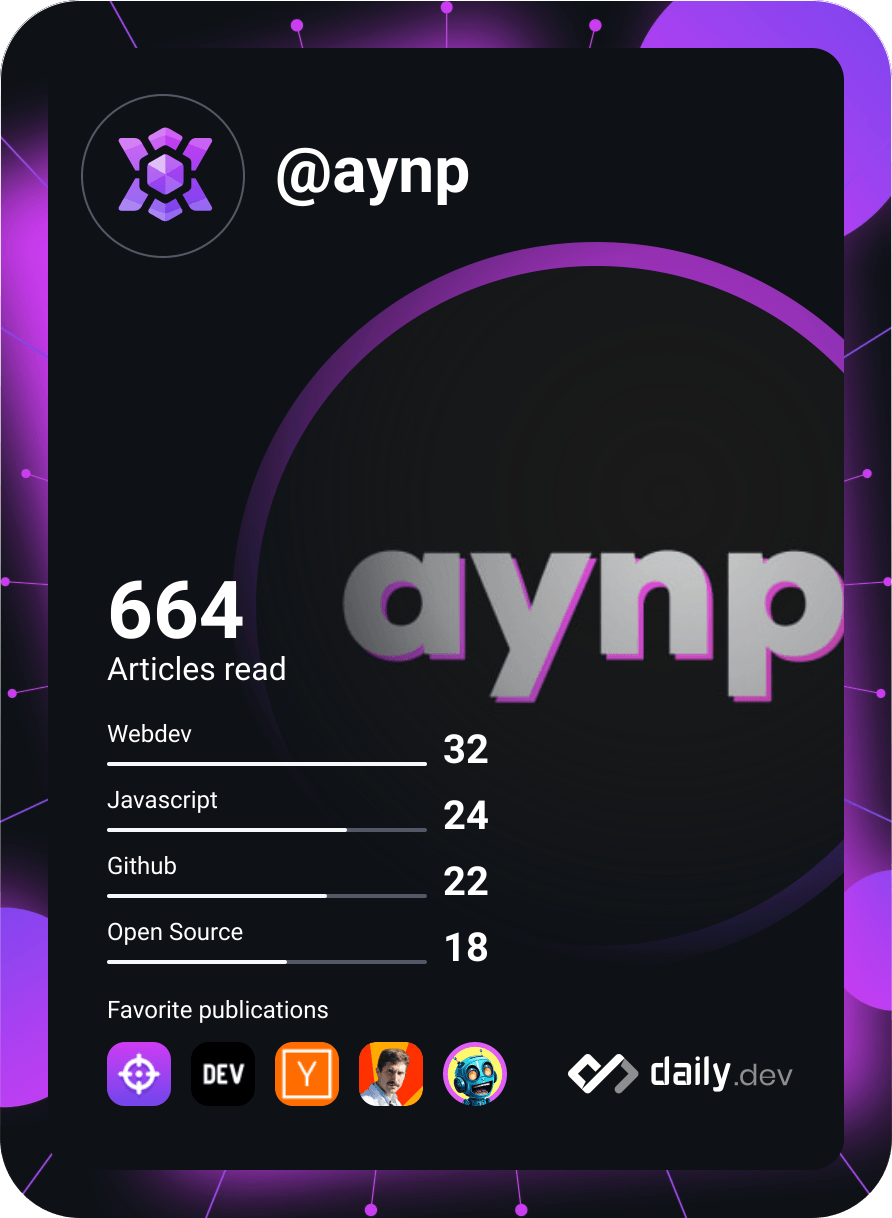 @aynp
aynp
664
Articles read
Webdev
32
Javascript
24
Github
22
Open Source
18
Favorite publications
DEV
Y
daily.dev